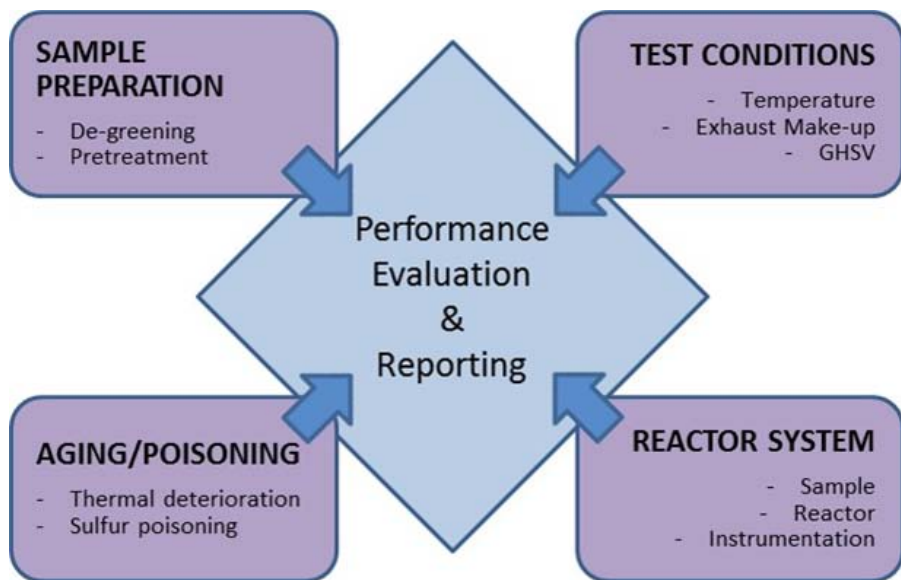 SAMPLE
PREPARATION
- De-greening
- Pretreatment
TEST CONDITIONS
- Temperature
- Exhaust Make-up
- GHSV
Performance
Evaluation
&
Reporting
AGING/POISONING
- Thermal deterioration
- Sulfur poisoning
REACTOR SYSTEM
- Sample
- Reactor
- Instrumentation